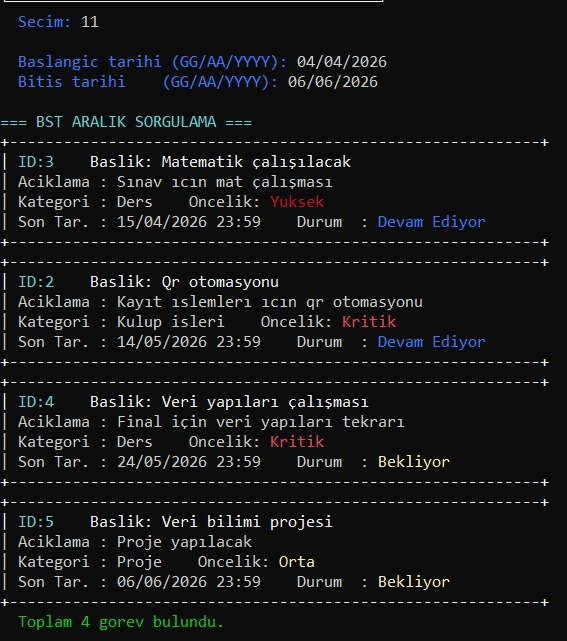 Secim: 11
Baslangic tarihi (GG/AA/YYYY): 04/04/2026
Bitis tarihi    (GG/AA/YYYY): 06/06/2026
=== BST ARALIK SORGULAMA ===
+-----------------------------------------------------------+
| ID:3    Baslik: Matematik çalışılacak
| Aciklama : Sınav ıcın mat çalışması
| Kategori : Ders    Oncelik: Yuksek
| Son Tar. : 15/04/2026 23:59    Durum  : Devam Ediyor
+-----------------------------------------------------------+
+-----------------------------------------------------------+
| ID:2    Baslik: Qr otomasyonu
| Aciklama : Kayıt ıslemlerı ıcın qr otomasyonu
| Kategori : Kulup isleri    Oncelik: Kritik
| Son Tar. : 14/05/2026 23:59    Durum  : Devam Ediyor
+-----------------------------------------------------------+
+-----------------------------------------------------------+
| ID:4    Baslik: Veri yapıları çalışması
| Aciklama : Final için veri yapıları tekrarı
| Kategori : Ders    Oncelik: Kritik
| Son Tar. : 24/05/2026 23:59    Durum  : Bekliyor
+-----------------------------------------------------------+
+-----------------------------------------------------------+
| ID:5    Baslik: Veri bilimi projesi
| Aciklama : Proje yapılacak
| Kategori : Proje    Oncelik: Orta
| Son Tar. : 06/06/2026 23:59    Durum  : Bekliyor
+-----------------------------------------------------------+
Toplam 4 gorev bulundu.